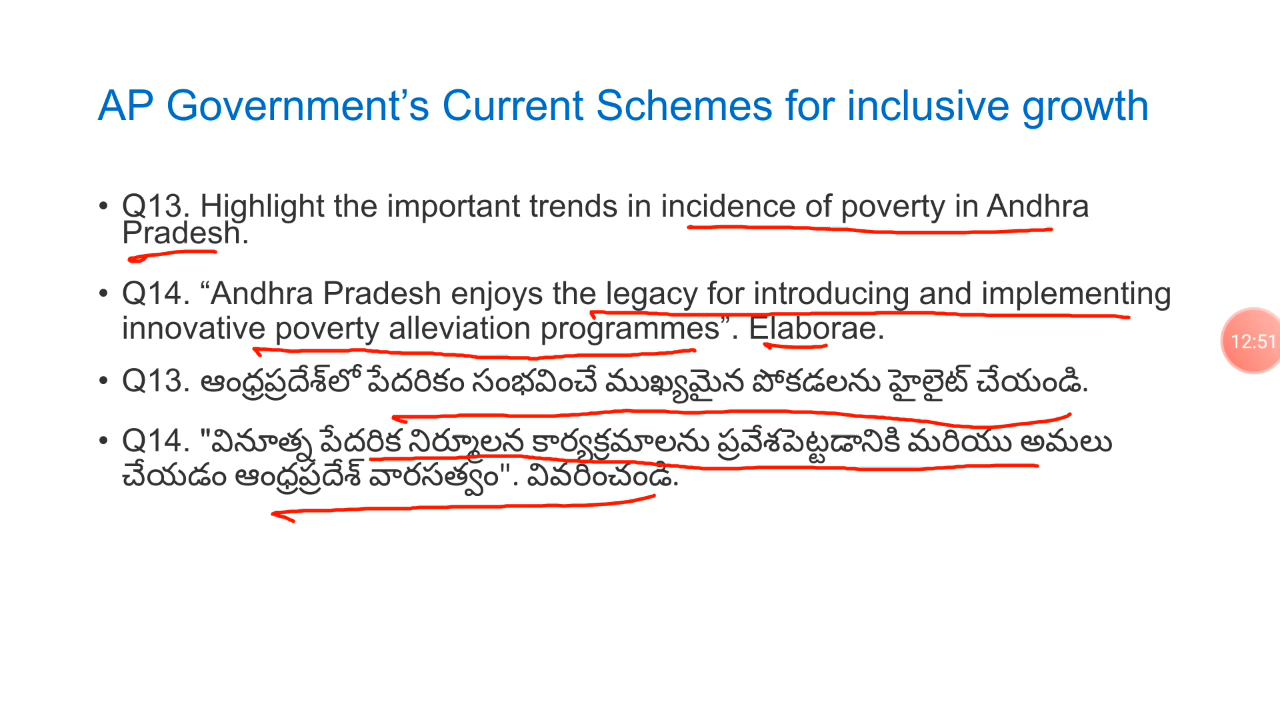 AP Government’s Current Schemes for inclusive growth
• Q13. Highlight the important trends in incidence of poverty in Andhra
Pradesh.
• Q14. “Andhra Pradesh enjoys the legacy for introducing and implementing
innovative poverty alleviation programmes”. Elaborae.
12:51
• Q13. ఆంధ్రప్రదేశ్‌లో పేదరికం సంభవించే ముఖ్యమైన పోకడలను హైలైట్ చేయండి.
• Q14. "వినూత్న పేదరిక నిర్మూలన కార్యక్రమాలను ప్రవేశపెట్టడానికి మరియు అమలు
చేయడం ఆంధ్రప్రదేశ్ వారసత్వం". వివరించండి.